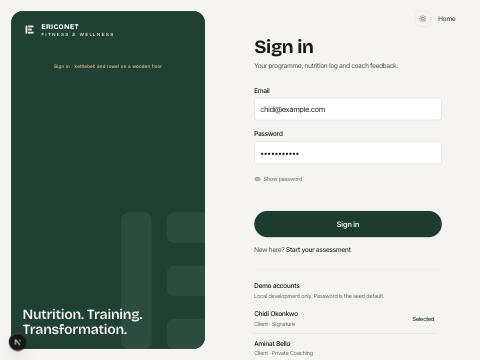 ERICONET
FITNESS & WELLNESS
Sign in · kettlebell and towel on a wooden floor
Nutrition. Training.
Transformation.
N
Home
Sign in
Your programme, nutrition log and coach feedback.
Email
chidi@example.com
Password
•••••••••••
Show password
Sign in
New here? Start your assessment
Demo accounts
Local development only. Password is the seed default.
Chidi Okonkwo
Client · Signature
Selected
Aminat Bello
Client · Private Coaching